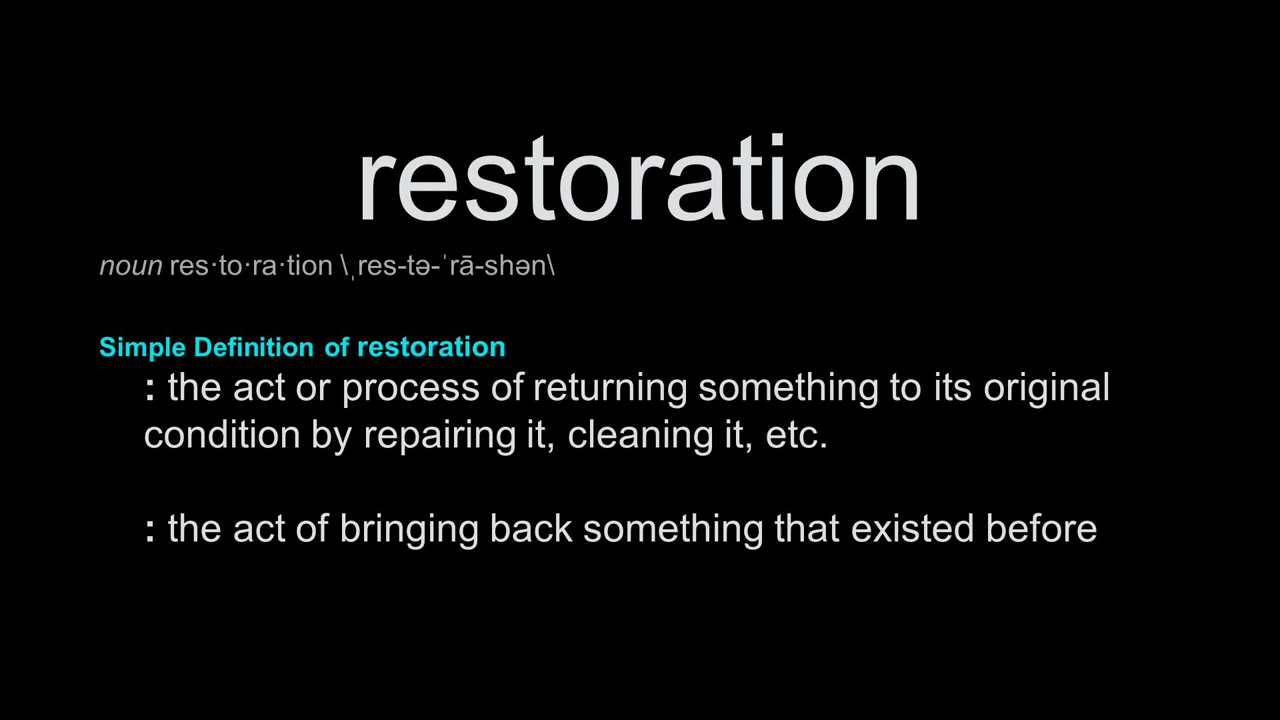 restoration
noun res·to·ra·tion \ˌres-tə-ˈrā-shən\
Simple Definition of restoration
: the act or process of returning something to its original
condition by repairing it, cleaning it, etc.
: the act of bringing back something that existed before